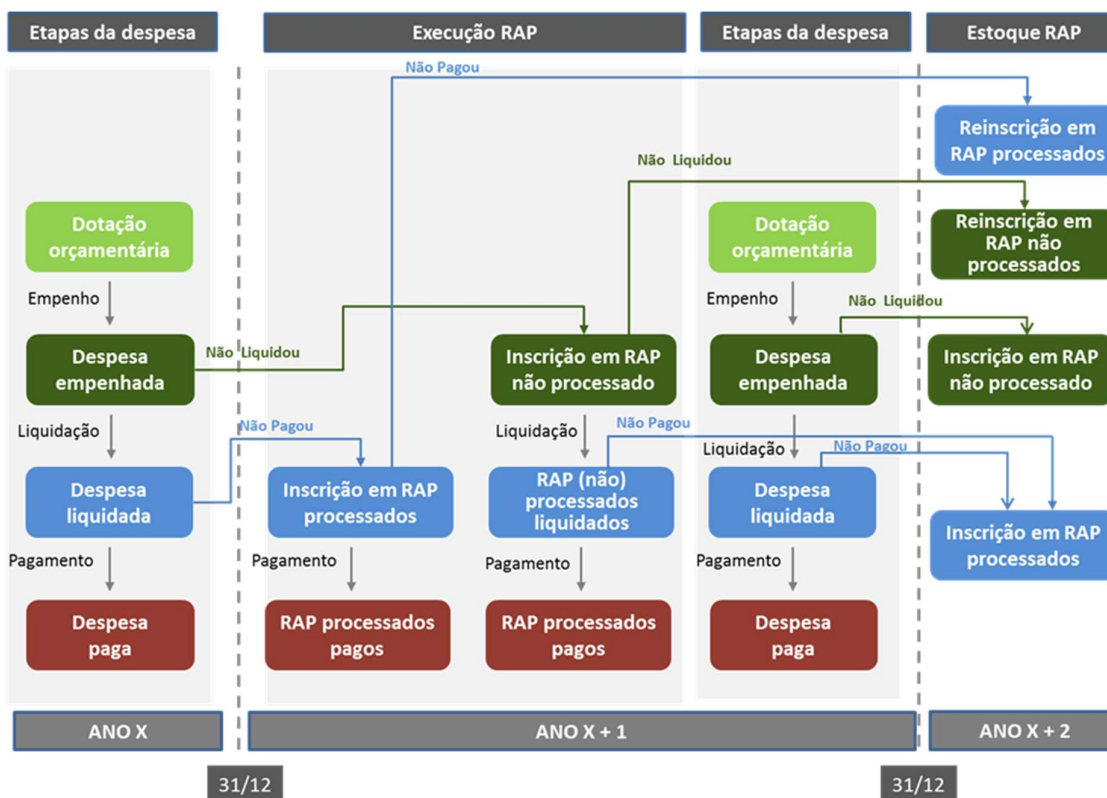 Etapas da despesa
Execução RAP
Etapas da despesa
Estoque RAP
Não Pagou
Reinscrição em
RAP processados
Não Liquidou
Dotação
orçamentária
Dotação
orçamentária
Reinscrição em
RAP não
processados
Empenho
Empenho
Não Liquidou
Despesa
empenhada
Não Liquidou
Inscrição em RAP
não processado
Despesa
empenhada
Inscrição em RAP
não processado
Liquidação
Não Pagou
Liquidação
Não Pagou
Liquidação
Não Pagou
Despesa
liquidada
Inscrição em RAP
processados
RAP (não)
processados
liquidados
Despesa
liquidada
Inscrição em RAP
processados
Pagamento
Pagamento
Pagamento
Pagamento
Despesa
paga
RAP processados
pagos
RAP processados
pagos
Despesa
paga
ANO X
ANO X + 1
ANO X + 2
31/12
31/12